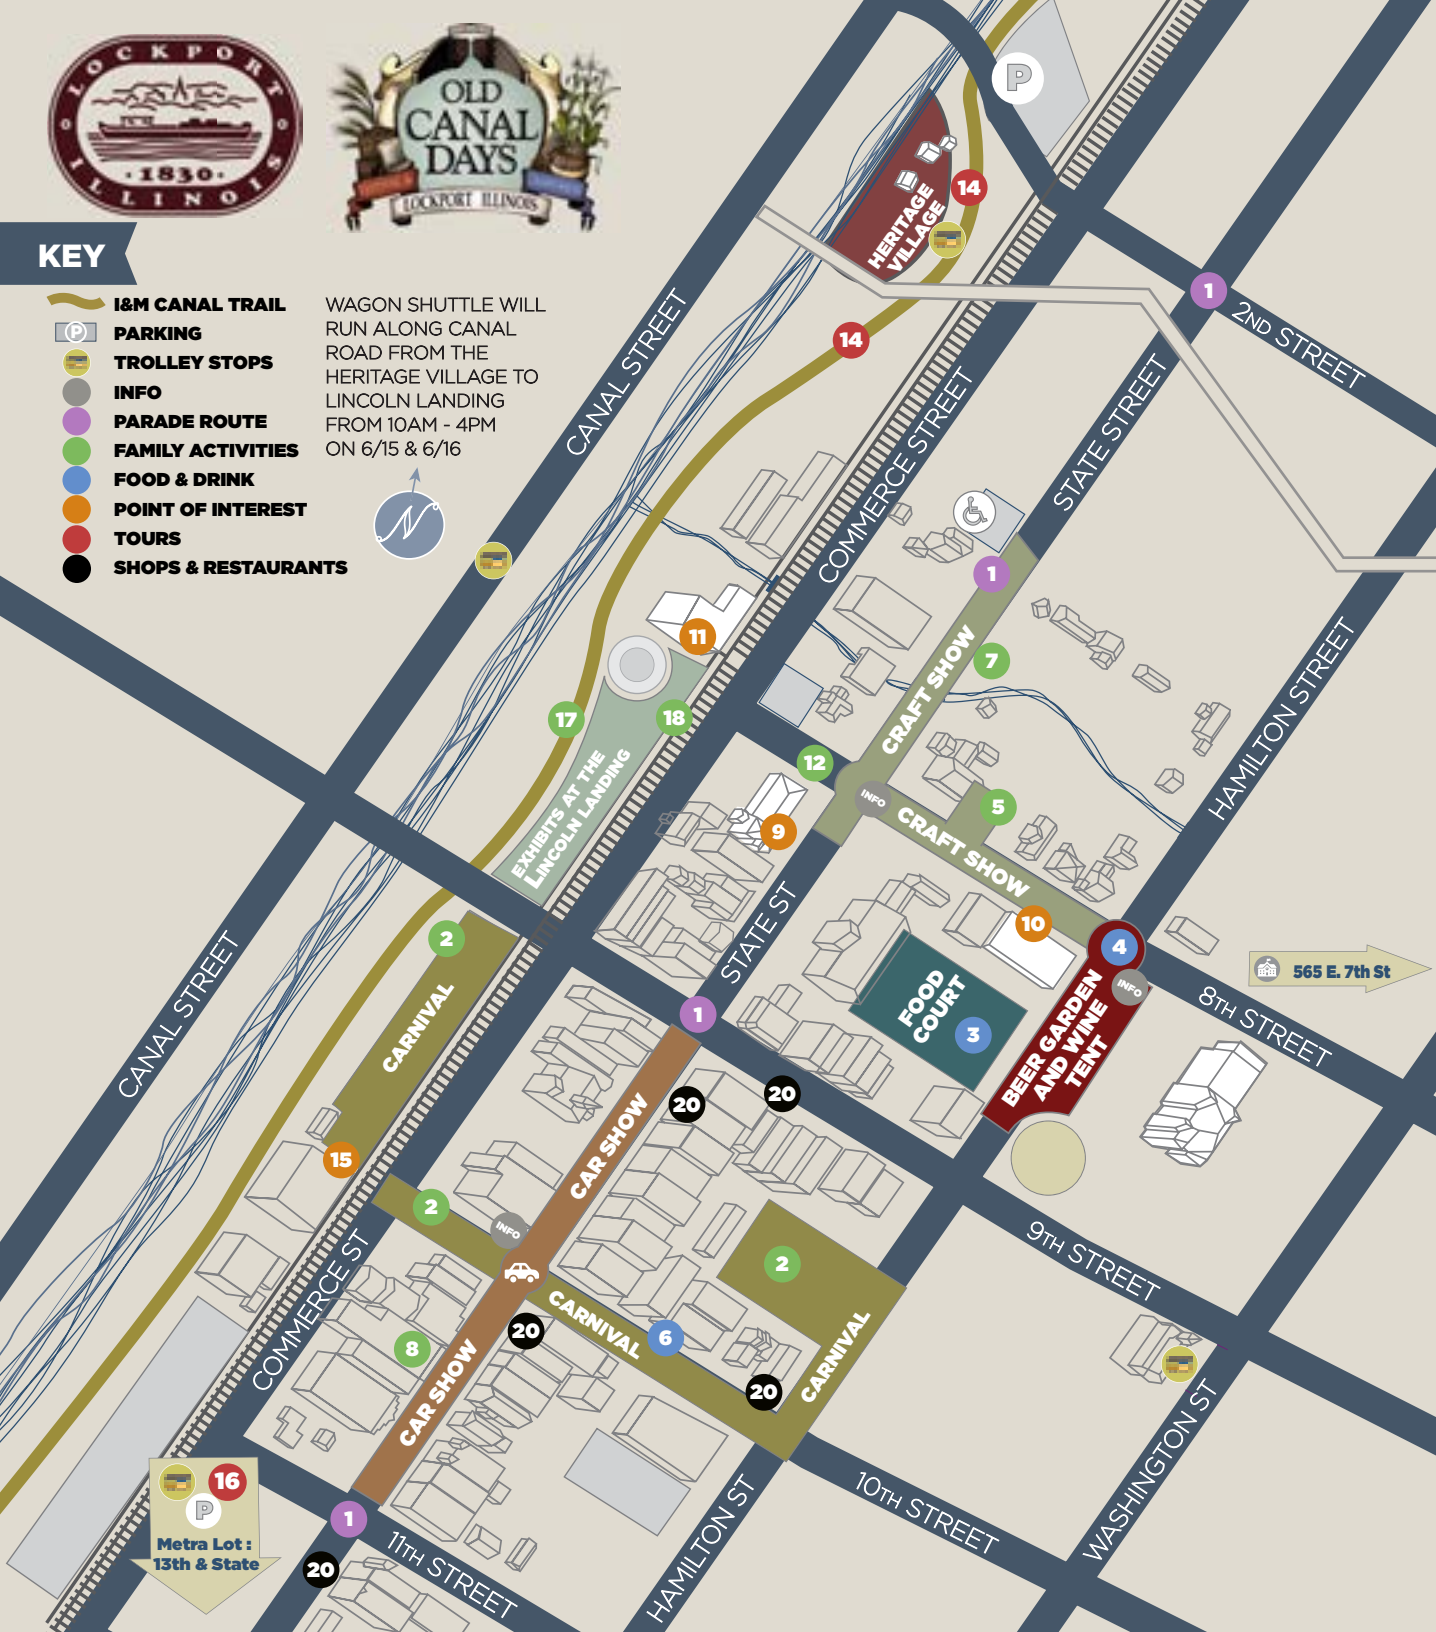 LOCKPORT
1830
ILLINOIS
OLD
CANAL
DAYS
LOCKPORT ILLINOIS
KEY
I&M CANAL TRAIL
P PARKING
TROLLEY STOPS
INFO
PARADE ROUTE
FAMILY ACTIVITIES
FOOD & DRINK
POINT OF INTEREST
TOURS
SHOPS & RESTAURANTS
WAGON SHUTTLE WILL
RUN ALONG CANAL
ROAD FROM THE
HERITAGE VILLAGE TO
LINCOLN LANDING
FROM 10AM - 4PM
ON 6/15 & 6/16
N
P
HERITAGE
VILLAGE
14
14
1
2ND STREET
CANAL STREET
COMMERCE STREET
STATE STREET
1
7
CRAFT SHOW
11
17
18
EXHIBITS AT THE
LINCOLN LANDING
HAMILTON STREET
12
INFO
5
CRAFT SHOW
9
10
4
INFO
565 E. 7th St
8TH STREET
STATE ST
FOOD
COURT
3
BEER GARDEN
AND WINE
TENT
2
CARNIVAL
CANAL STREET
1
20
20
CAR SHOW
15
2
INFO
2
9TH STREET
COMMERCE ST
CARNIVAL
20
6
8
20
CARNIVAL
CAR SHOW
WASHINGTON ST
10TH STREET
HAMILTON ST
16
P
Metra Lot :
13th & State
1
11TH STREET
20